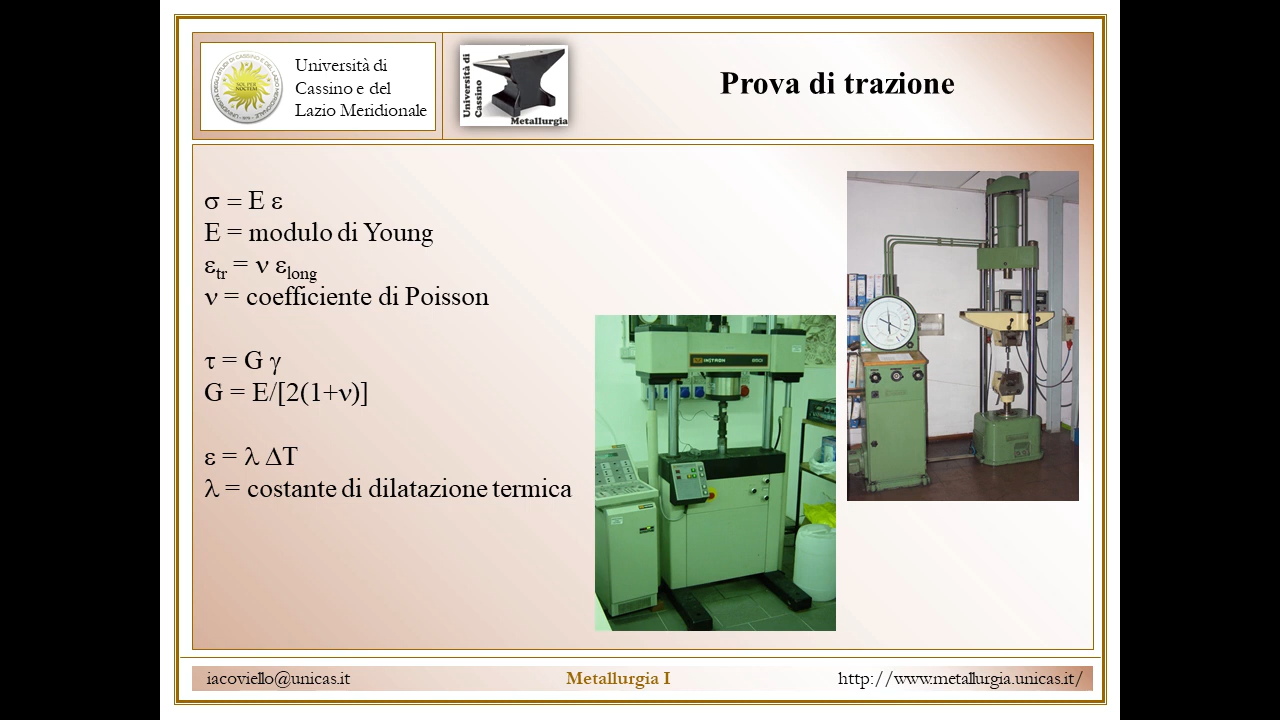 Università di
Cassino e del
Lazio Meridionale
Università di
Cassino
Metallurgia
Prova di trazione
σ = E ε
E = modulo di Young
εtr = ν εlong
ν = coefficiente di Poisson
τ = G γ
G = E/[2(1+ν)]
ε = λ ΔT
λ = costante di dilatazione termica
INSTRON
iacoviello@unicas.it
Metallurgia I
http://www.metallurgia.unicas.it/